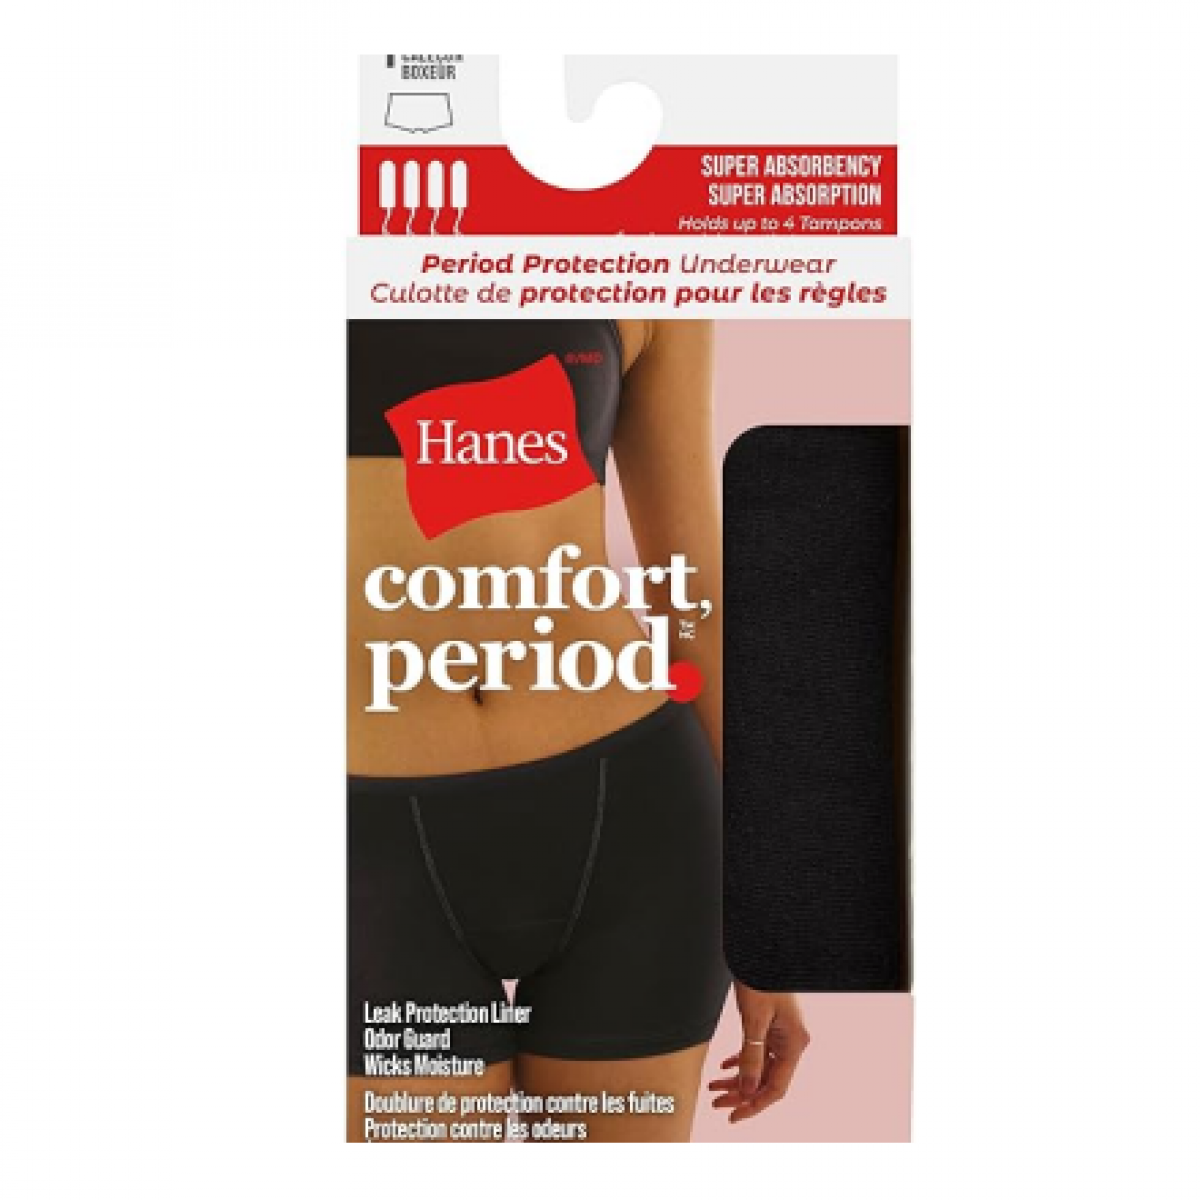 BOXEUR
SUPER ABSORBENCY
SUPER ABSORPTION
Holds up to 4 Tampons
Period Protection Underwear
Culotte de protection pour les règles
Hanes
comfort,
period.
Leak Protection Liner
Odor Guard
Wicks Moisture
Doublure de protection contre les fuites
Protection contre les odeurs